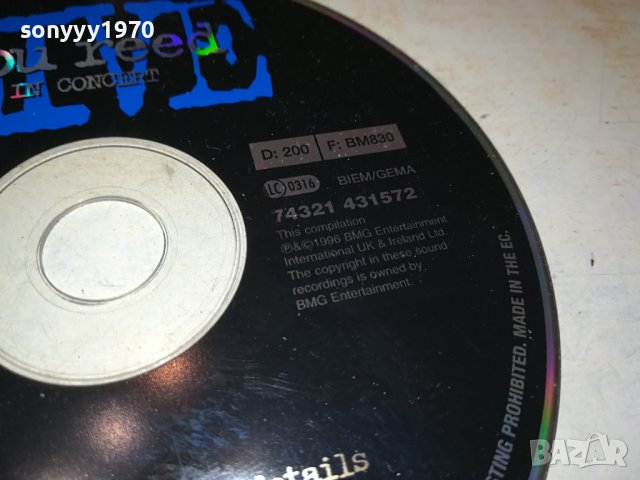 sonyyy1970
ou reed
IVE
IN CONCERT
D: 200 F: BM830
LC 0316 BIEM/GEMA
74321 431572
This compilation
℗&©1996 BMG Entertainment
International UK & Ireland Ltd.
The copyright in these sound
recordings is owned by
BMG Entertainment.
STING PROHIBITED. MADE IN THE EC.
details
BAZAR